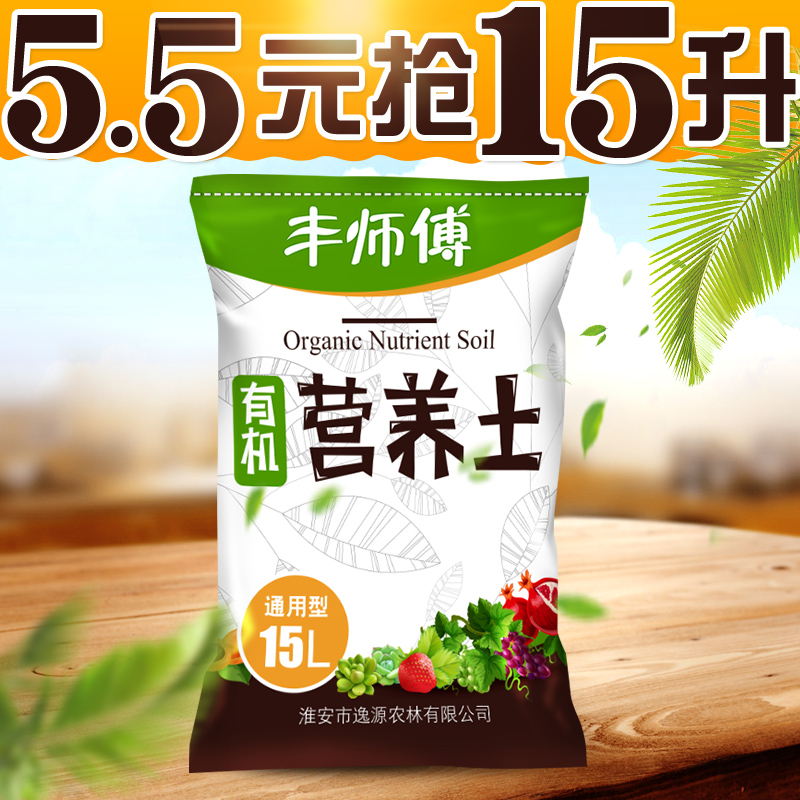 5.5元抢15升
丰师傅
Organic Nutrient Soil
有机
营养土
通用型
15L
淮安市逸源农林有限公司